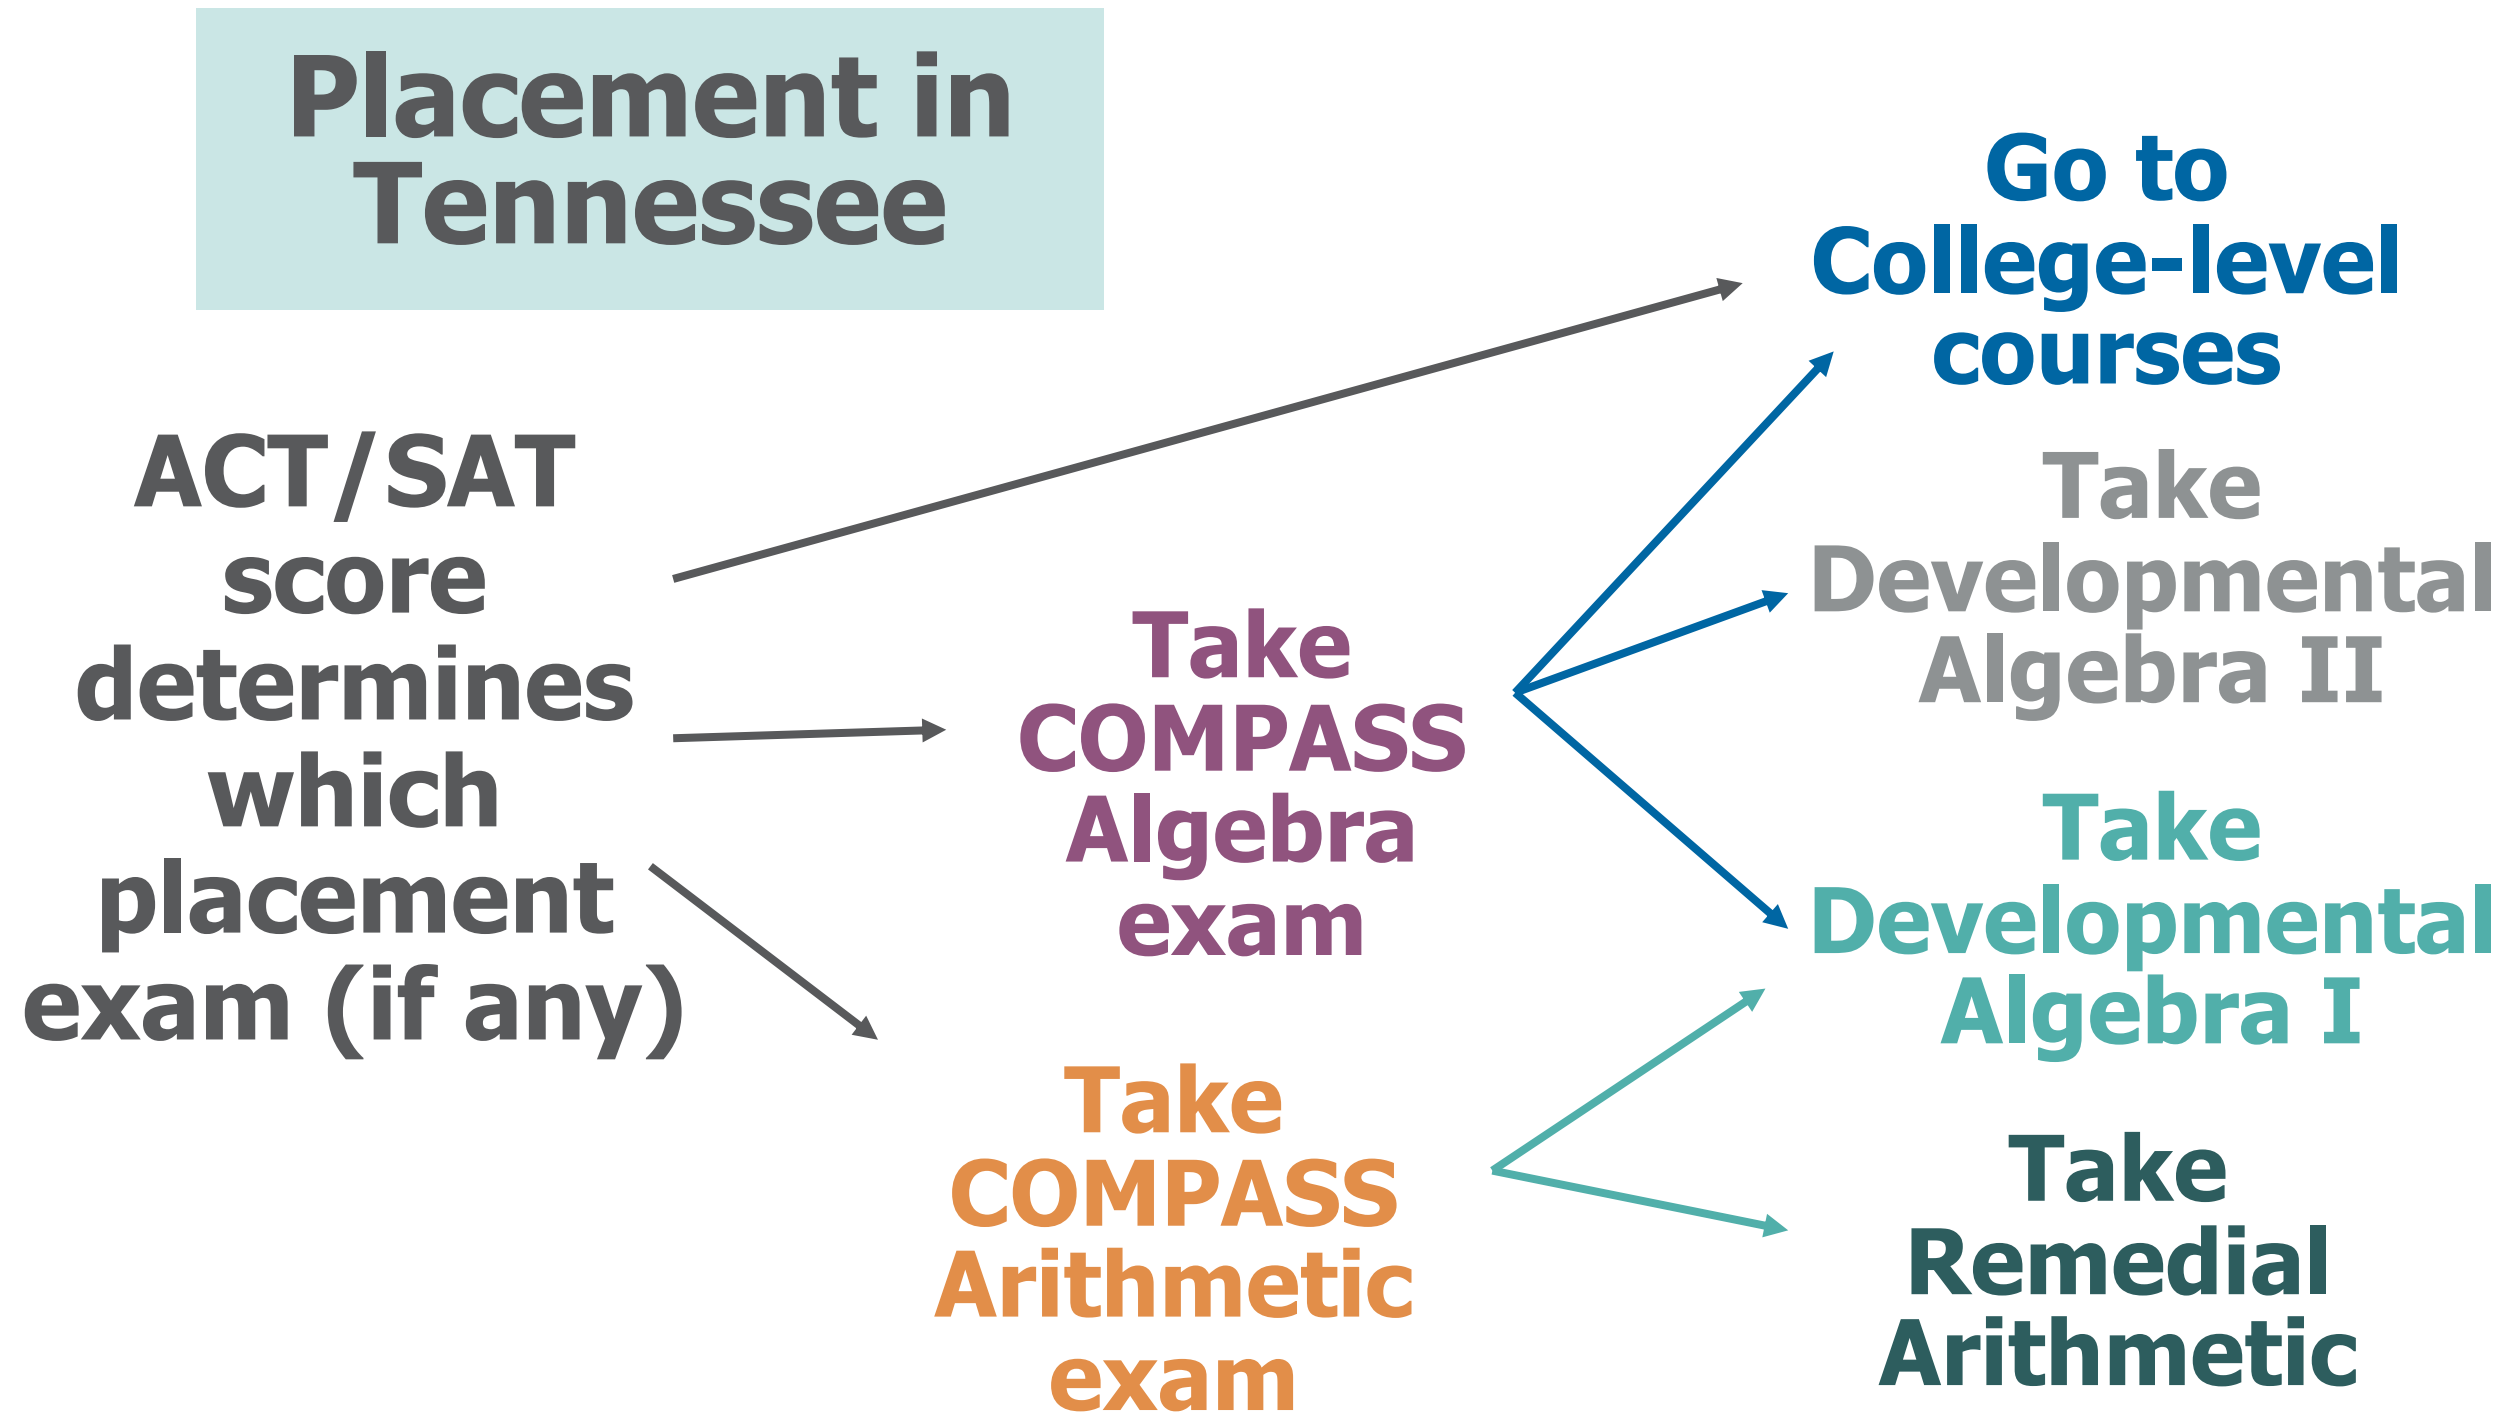 Placement in
Tennessee
ACT/SAT
score
determines
which
placement
exam (if any)
Take
COMPASS
Algebra
exam
Take
COMPASS
Arithmetic
exam
Go to
College-level
courses
Take
Developmental
Algebra II
Take
Developmental
Algebra I
Take
Remedial
Arithmetic